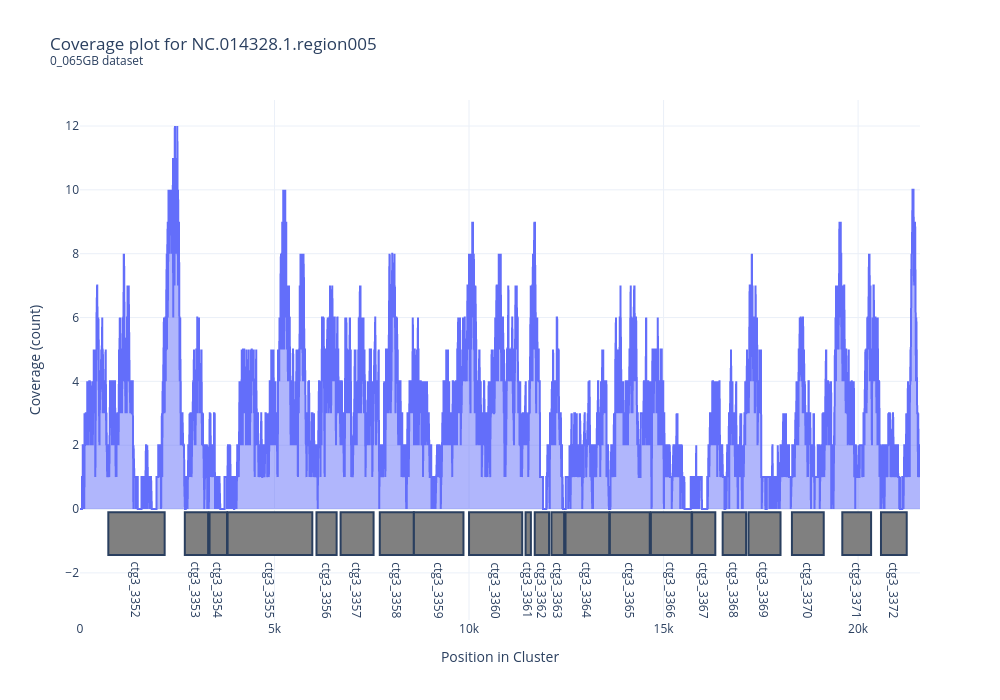 Coverage plot for NC.014328.1.region005
0_065GB dataset
12
10
8
6
4
2
0
−2
Coverage (count)
ctg3_3352
ctg3_3353
ctg3_3354
ctg3_3355
ctg3_3356
ctg3_3357
ctg3_3358
ctg3_3359
ctg3_3360
ctg3_3361
ctg3_3362
ctg3_3363
ctg3_3364
ctg3_3365
ctg3_3366
ctg3_3367
ctg3_3368
ctg3_3369
ctg3_3370
ctg3_3371
ctg3_3372
0
5k
10k
15k
20k
Position in Cluster